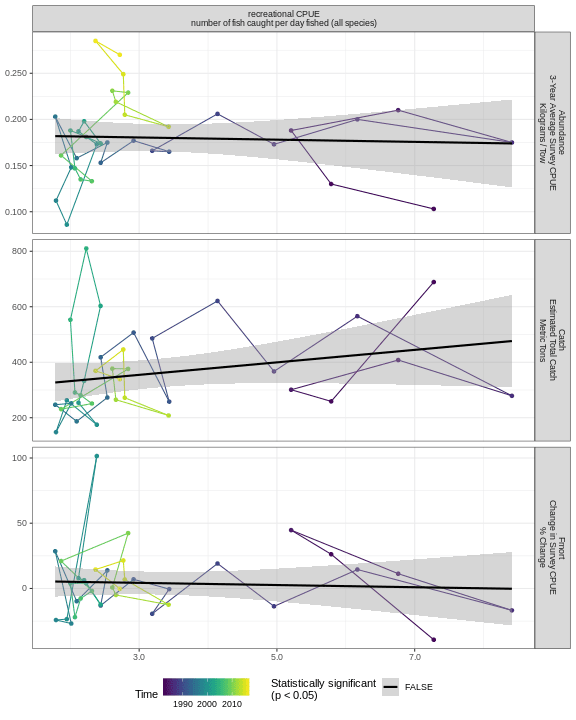 recreational CPUE
number of fish caught per day fished (all species)
0.250
0.200
0.150
0.100
Abundance
3-Year Average Survey CPUE
Kilograms / Tow
800
600
400
200
Catch
Estimated Total Catch
Metric Tons
100
50
0
Fmort
Change in Survey CPUE
% Change
3.0 5.0 7.0
Time
1990 2000 2010
Statistically significant
(p < 0.05)
FALSE